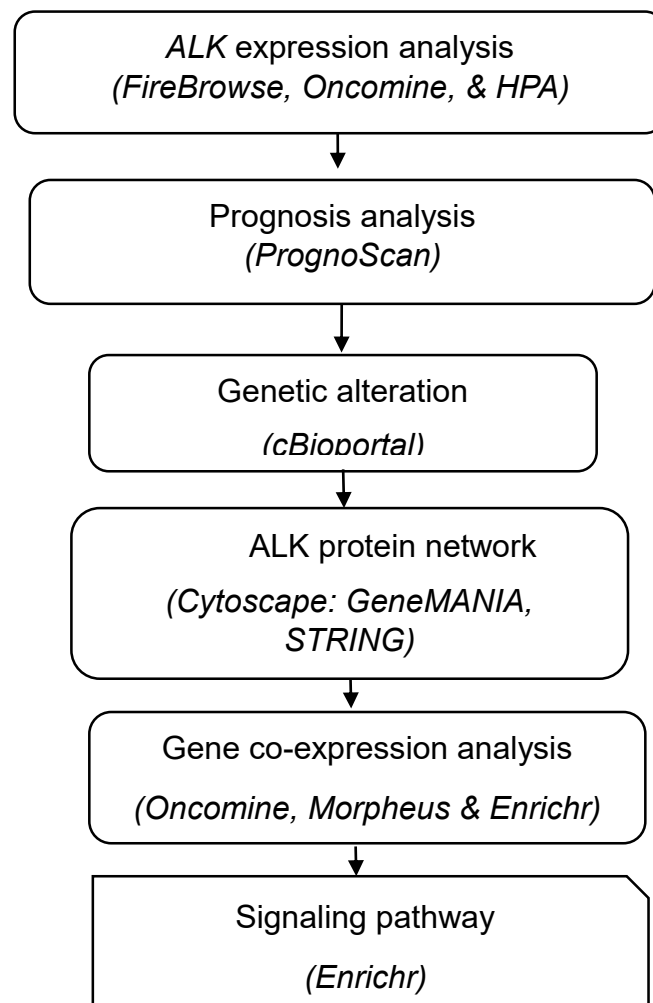 ALK expression analysis
(FireBrowse, Oncomine, & HPA)
Prognosis analysis
(PrognoScan)
Genetic alteration
(cBioportal)
ALK protein network
(Cytoscape: GeneMANIA,
STRING)
Gene co-expression analysis
(Oncomine, Morpheus & Enrichr)
Signaling pathway
(Enrichr)